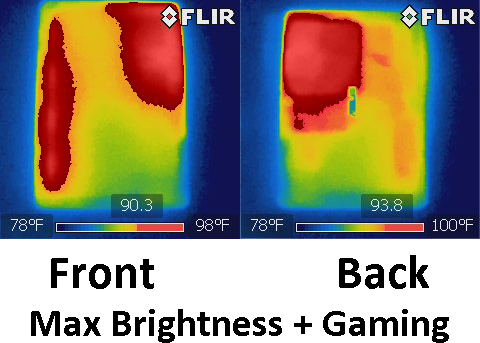 FLIR FLIR
90.3 93.8
78°F 98°F 78°F 100°F
Front Back
Max Brightness + Gaming